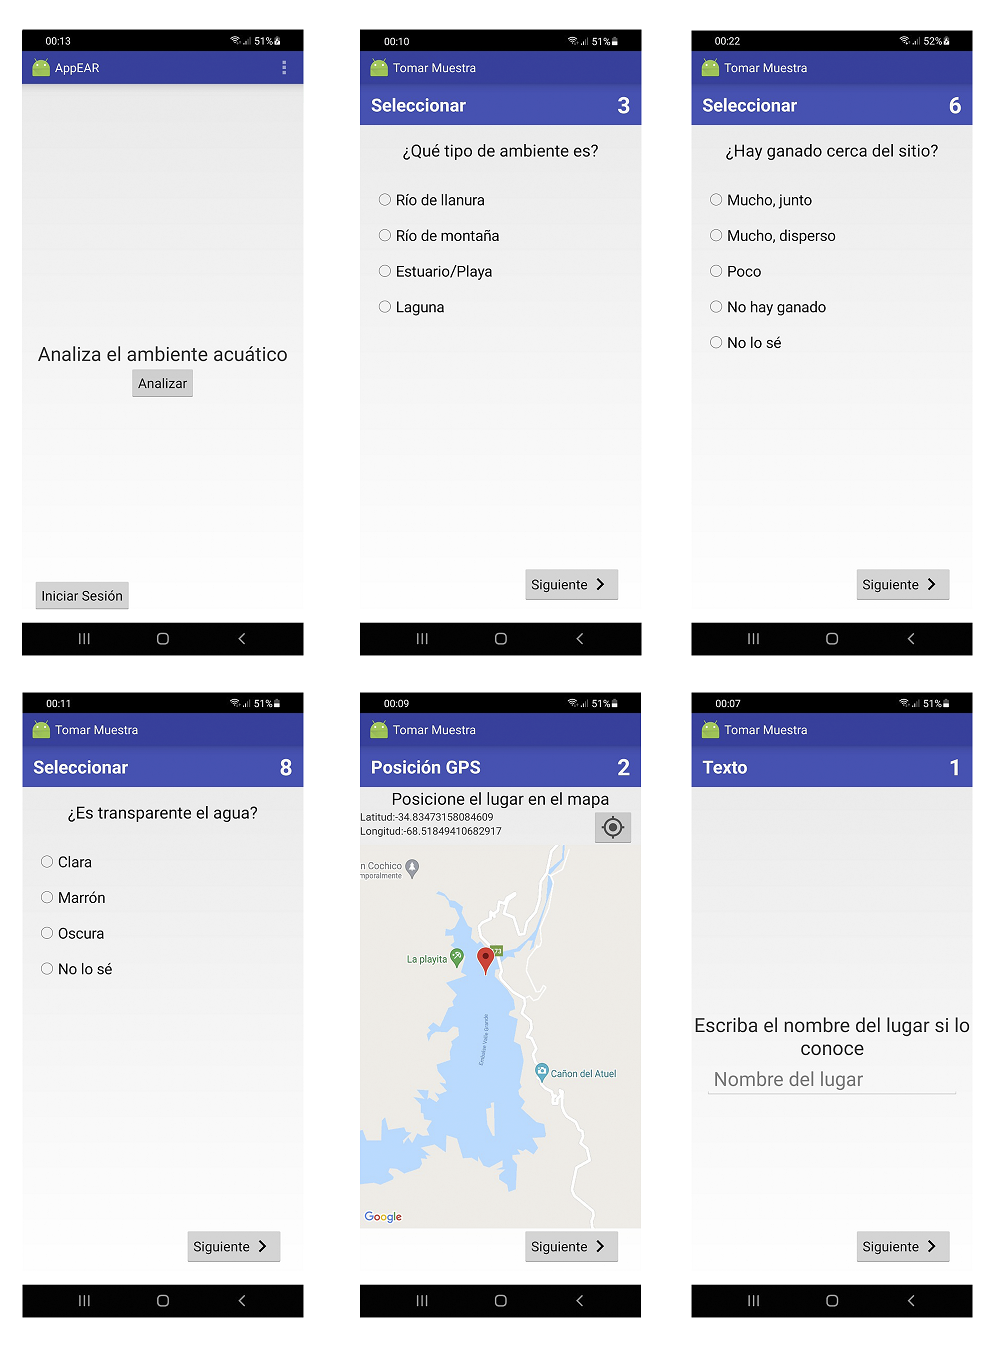 00:13
51%
AppEAR
Analiza el ambiente acuático
Analizar
Iniciar Sesión
00:10
51%
Tomar Muestra
Seleccionar
3
¿Qué tipo de ambiente es?
Río de llanura
Río de montaña
Estuario/Playa
Laguna
Siguiente
00:22
52%
Tomar Muestra
Seleccionar
6
¿Hay ganado cerca del sitio?
Mucho, junto
Mucho, disperso
Poco
No hay ganado
No lo sé
Siguiente
00:11
51%
Tomar Muestra
Seleccionar
8
¿Es transparente el agua?
Clara
Marrón
Oscura
No lo sé
Siguiente
00:09
51%
Tomar Muestra
Posición GPS
2
Posicione el lugar en el mapa
Latitud:-34.83473158084609
Longitud:-68.51849410682917
n Cochico
mporalmente
La playita
173
Embalse Valle Grande
Cañon del Atuel
Google
Siguiente
00:07
51%
Tomar Muestra
Texto
1
Escriba el nombre del lugar si lo
conoce
Nombre del lugar
Siguiente